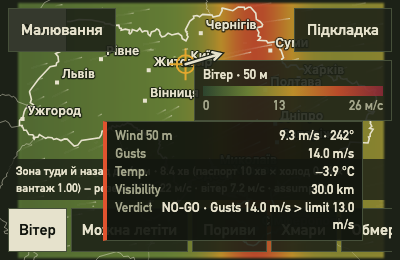 Малювання
Підкладка
Чернігів
Рівне
Київ
Суми
Житомир
Львів
Харків
Полтава
Вінниця
Ужгород
Дніпро
Вітер · 50 м
0 13 26 м/с
Wind 50 m 9.3 m/s · 242°
Gusts 14.0 m/s
Temp. −3.9 °C
Visibility 30.0 km
Verdict NO-GO · Gusts 14.0 m/s > limit 13.0 m/s
Зона туди й назад
вантаж 1.00)
Вітер
Можна летіти
Пориви
Хмари